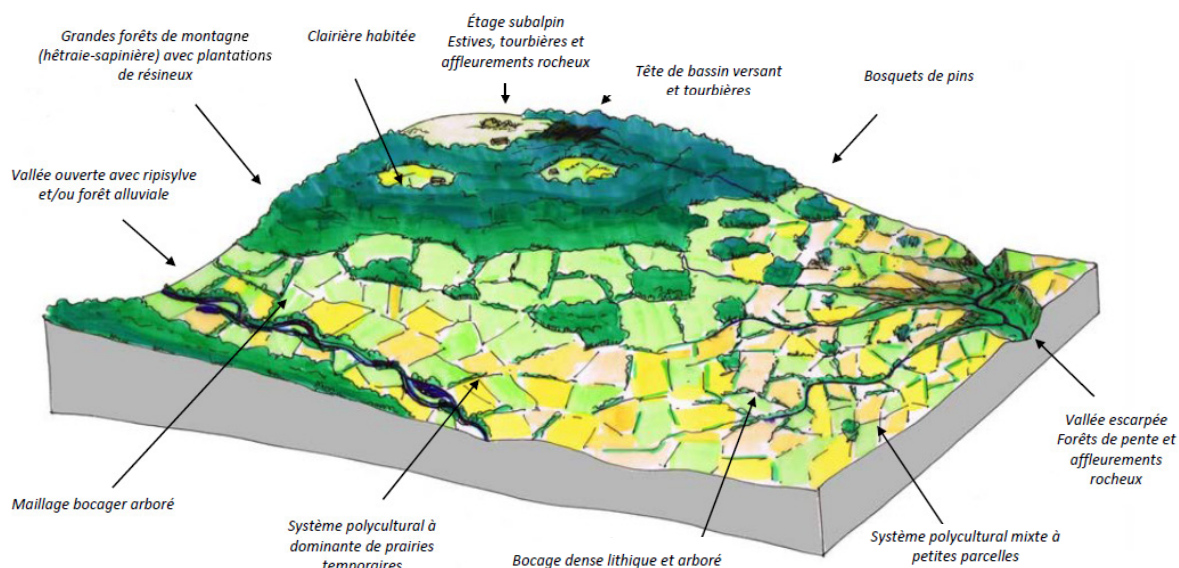 Étage subalpin
Estives, tourbières et
affleurements rocheux
Grandes forêts de montagne
(hêtraie-sapinière) avec plantations
de résineux
Clairière habitée
Tête de bassin versant
et tourbières
Bosquets de pins
Vallée ouverte avec ripisylve
et/ou forêt alluviale
Vallée escarpée
Forêts de pente et
affleurements
rocheux
Maillage bocager arboré
Système polycultural à
dominante de prairies
temporaires
Bocage dense lithique et arboré
Système polycultural mixte à
petites parcelles